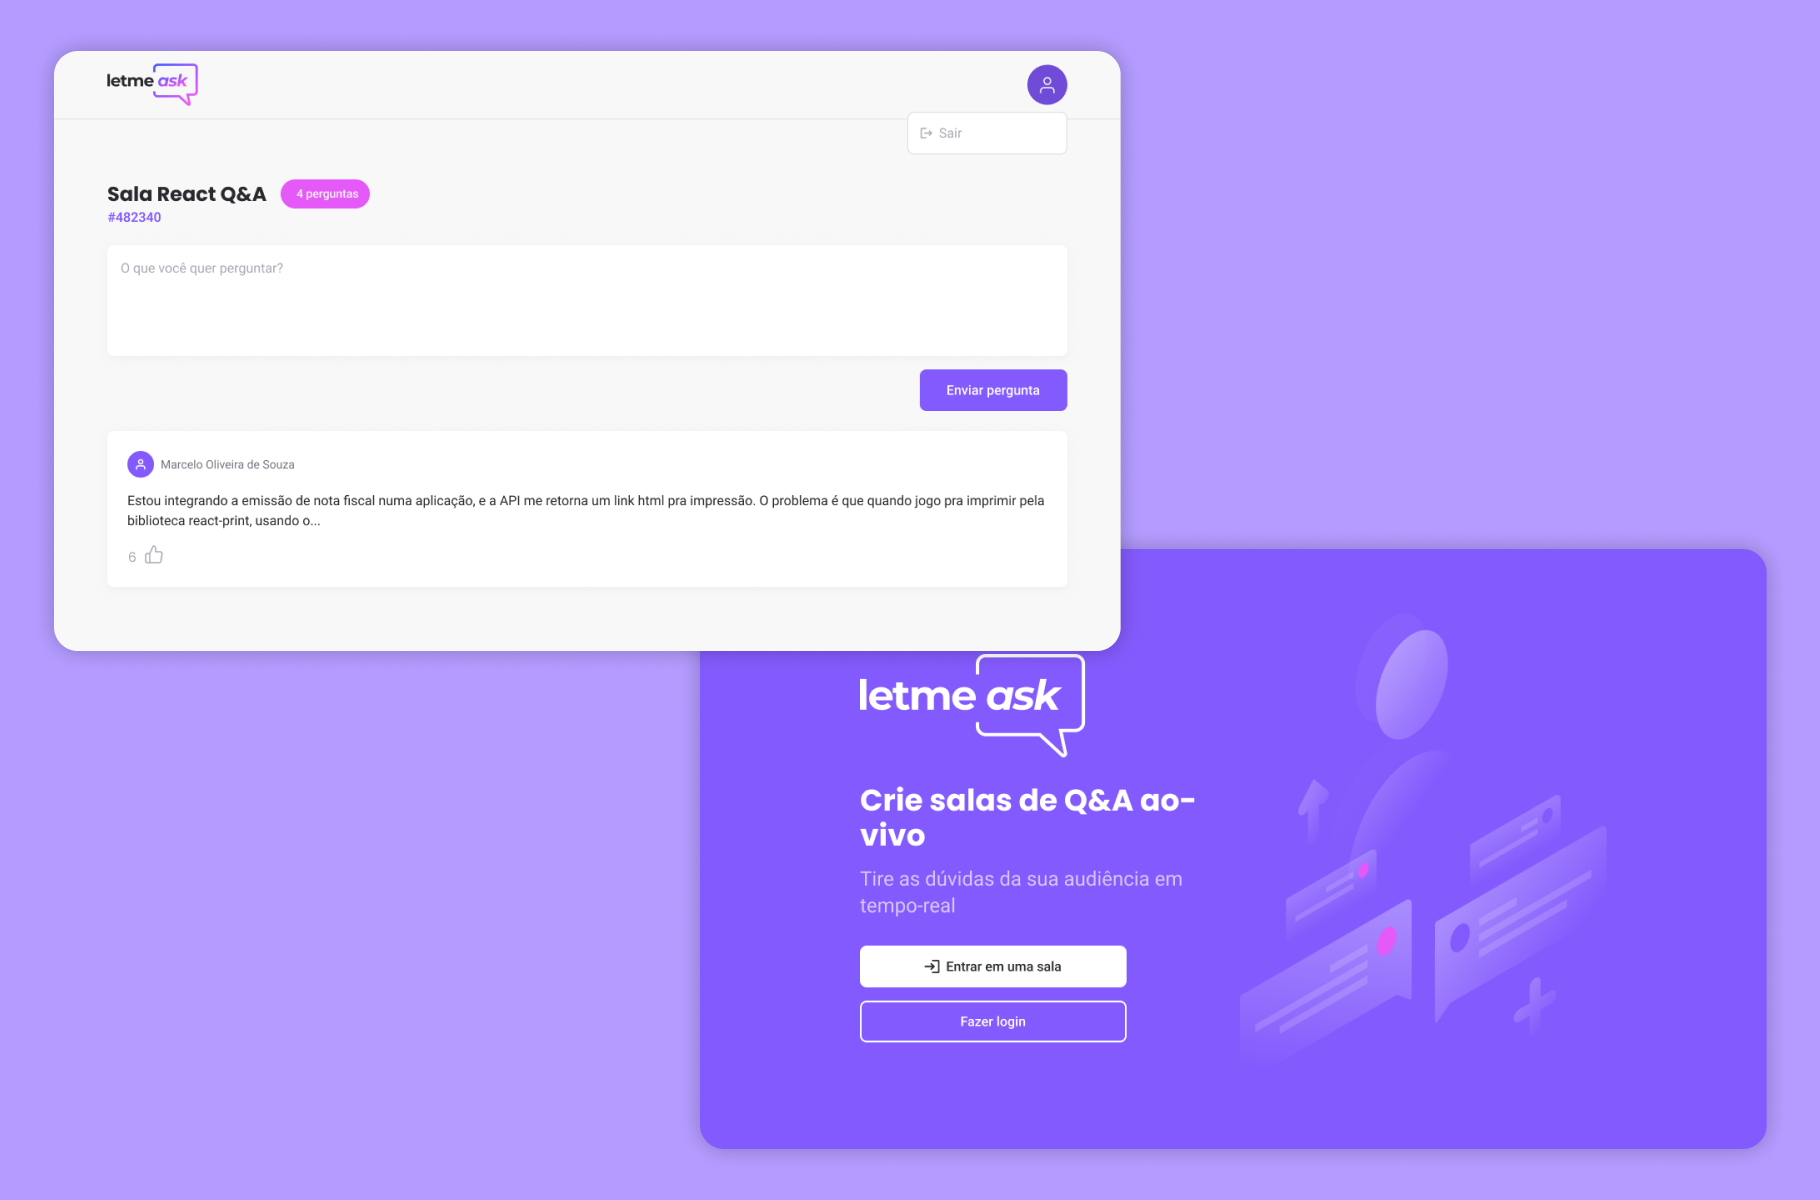 letme ask
Sair
Sala React Q&A
4 perguntas
#482340
O que você quer perguntar?
Enviar pergunta
Marcelo Oliveira de Souza
Estou integrando a emissão de nota fiscal numa aplicação, e a API me retorna um link html pra impressão. O problema é que quando jogo pra imprimir pela
biblioteca react-print, usando o...
6
letme ask
Crie salas de Q&A ao-
vivo
Tire as dúvidas da sua audiência em
tempo-real
Entrar em uma sala
Fazer login